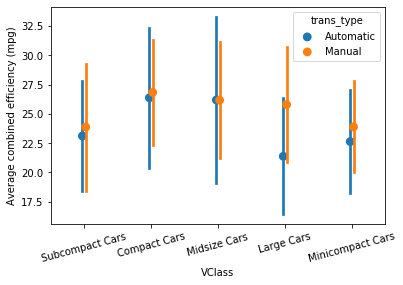 trans_type
Automatic
Manual
Average combined efficiency (mpg)
32.5
30.0
27.5
25.0
22.5
20.0
17.5
Subcompact Cars
Compact Cars
Midsize Cars
Large Cars
Minicompact Cars
VClass